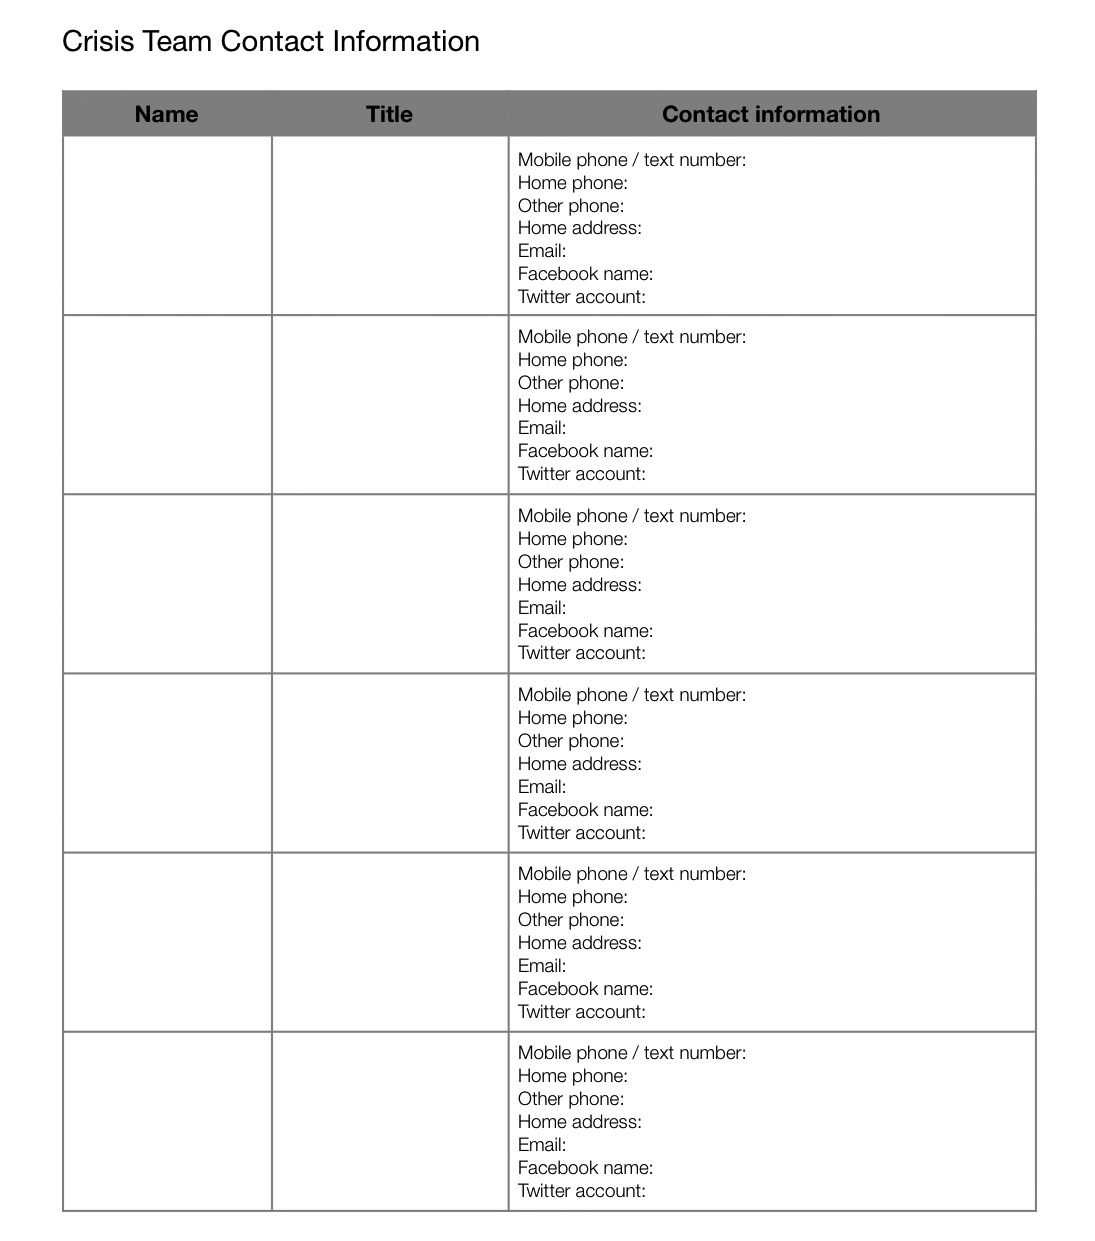 Crisis Team Contact Information
Name Title Contact information
Mobile phone / text number:
Home phone:
Other phone:
Home address:
Email:
Facebook name:
Twitter account:
Mobile phone / text number:
Home phone:
Other phone:
Home address:
Email:
Facebook name:
Twitter account:
Mobile phone / text number:
Home phone:
Other phone:
Home address:
Email:
Facebook name:
Twitter account:
Mobile phone / text number:
Home phone:
Other phone:
Home address:
Email:
Facebook name:
Twitter account:
Mobile phone / text number:
Home phone:
Other phone:
Home address:
Email:
Facebook name:
Twitter account:
Mobile phone / text number:
Home phone:
Other phone:
Home address:
Email:
Facebook name:
Twitter account: